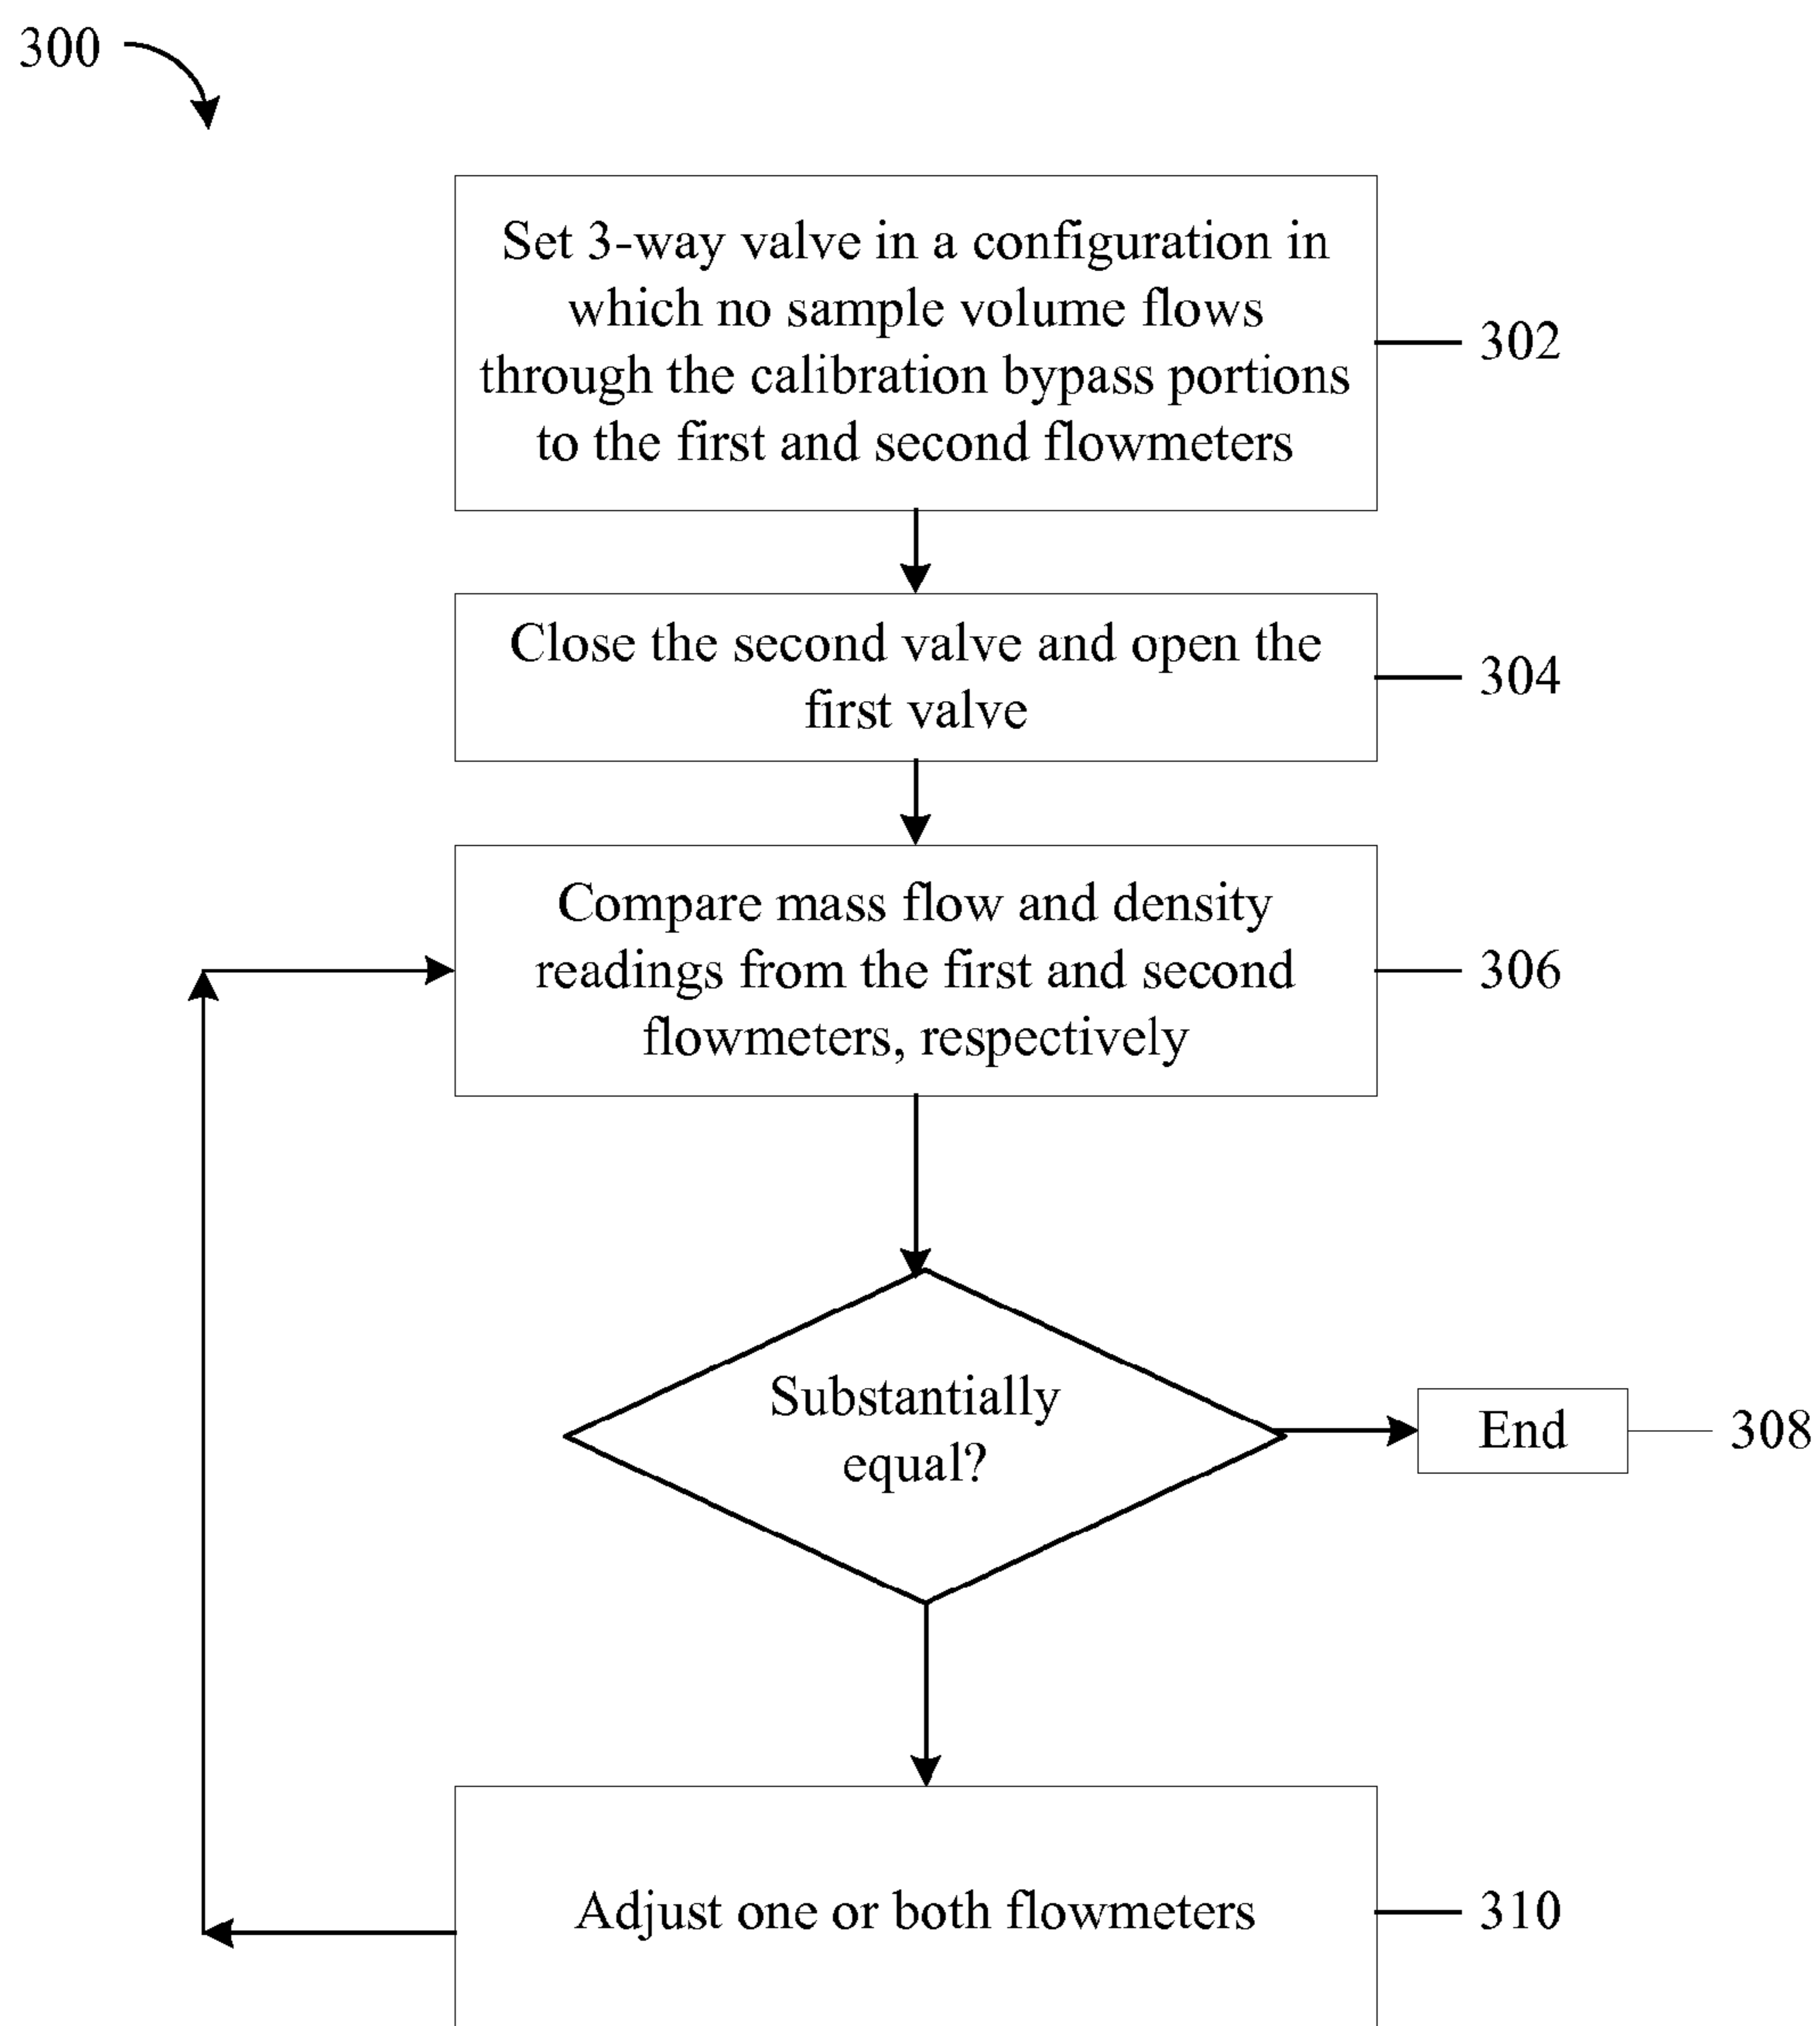 300
Set 3-way valve in a configuration in
which no sample volume flows
through the calibration bypass portions
to the first and second flowmeters
302
Close the second valve and open the
first valve
304
Compare mass flow and density
readings from the first and second
flowmeters, respectively
306
Substantially
equal?
End
308
Adjust one or both flowmeters
310